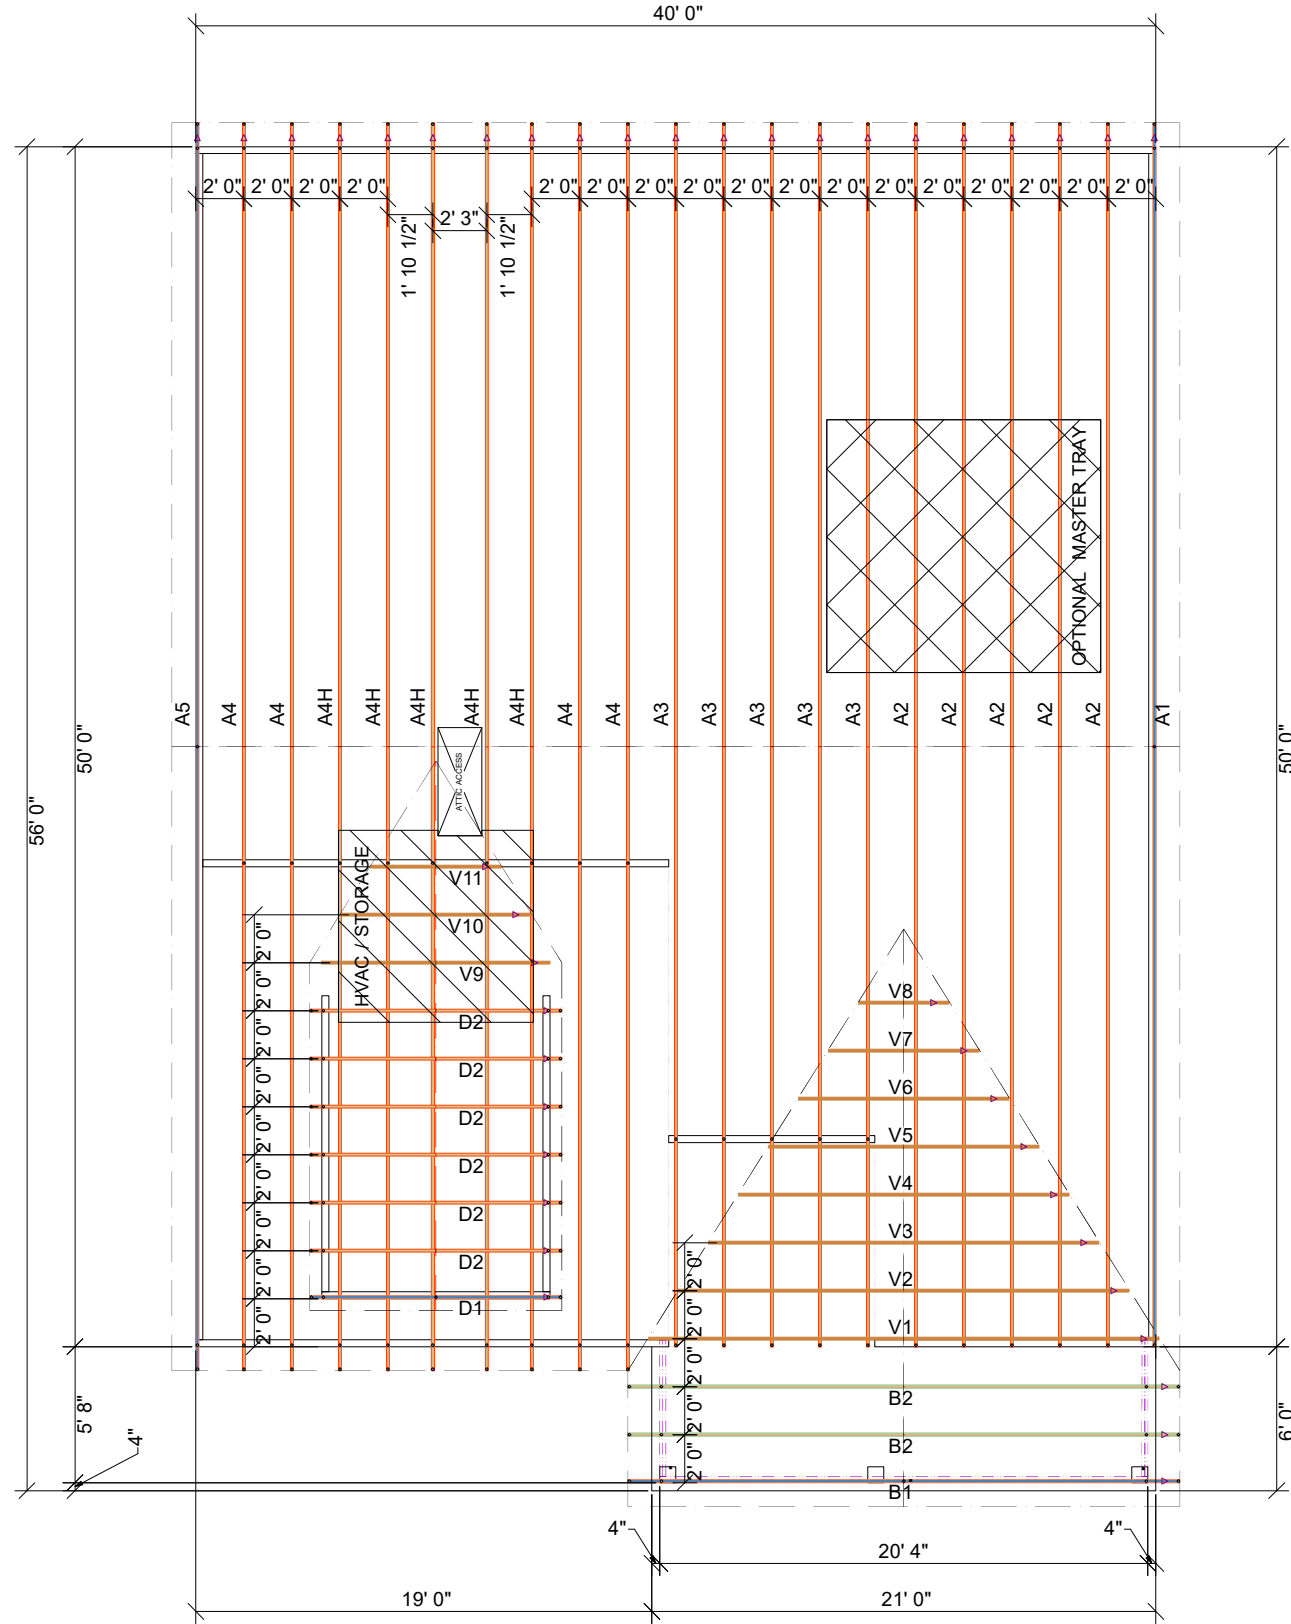 40' 0"
2' 0" 2' 0" 2' 0" 2' 0" 2' 0" 2' 0" 2' 0" 2' 0" 2' 0" 2' 0" 2' 0" 2' 0" 2' 0" 2' 0" 2' 0" 2' 0" 2' 0"
1' 10 1/2"
2' 3"
1' 10 1/2"
OPTIONAL MASTER TRAY
A5 A4 A4 A4H A4H A4H A4H A4H A4 A4 A3 A3 A3 A3 A3 A2 A2 A2 A2 A2 A1
50' 0"
50' 0"
56' 0"
ATTIC ACCESS
HVAC / STORAGE
V11
V10
V9
D2
D2
D2
D2
D2
D2
D1
2' 0"
2' 0"
2' 0"
2' 0"
2' 0"
2' 0"
2' 0"
2' 0"
2' 0"
V8
V7
V6
V5
V4
V3
V2
V1
B2
B2
B1
2' 0"
2' 0"
2' 0"
2' 0"
2' 0"
5' 8"
4"
6' 0"
4"
4"
20' 4"
19' 0"
21' 0"